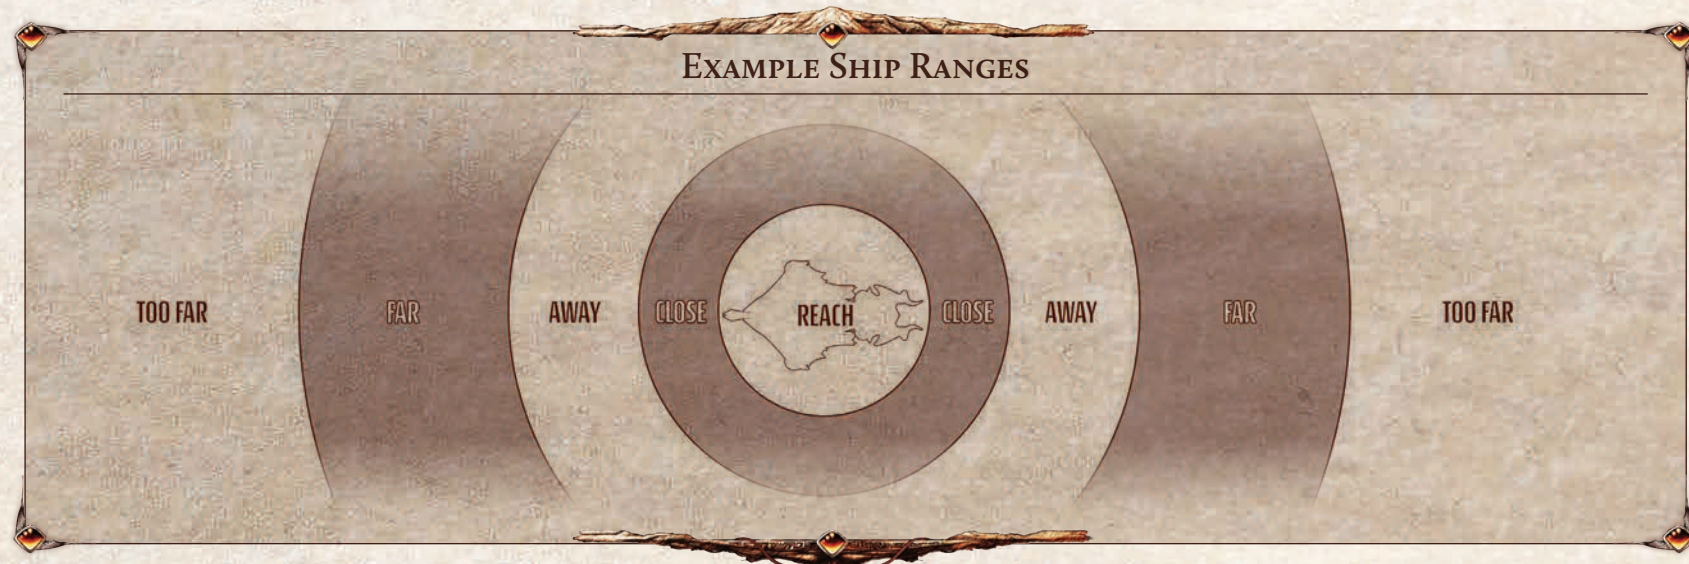 Example Ship Ranges
TOO FAR FAR AWAY CLOSE REACH CLOSE AWAY FAR TOO FAR